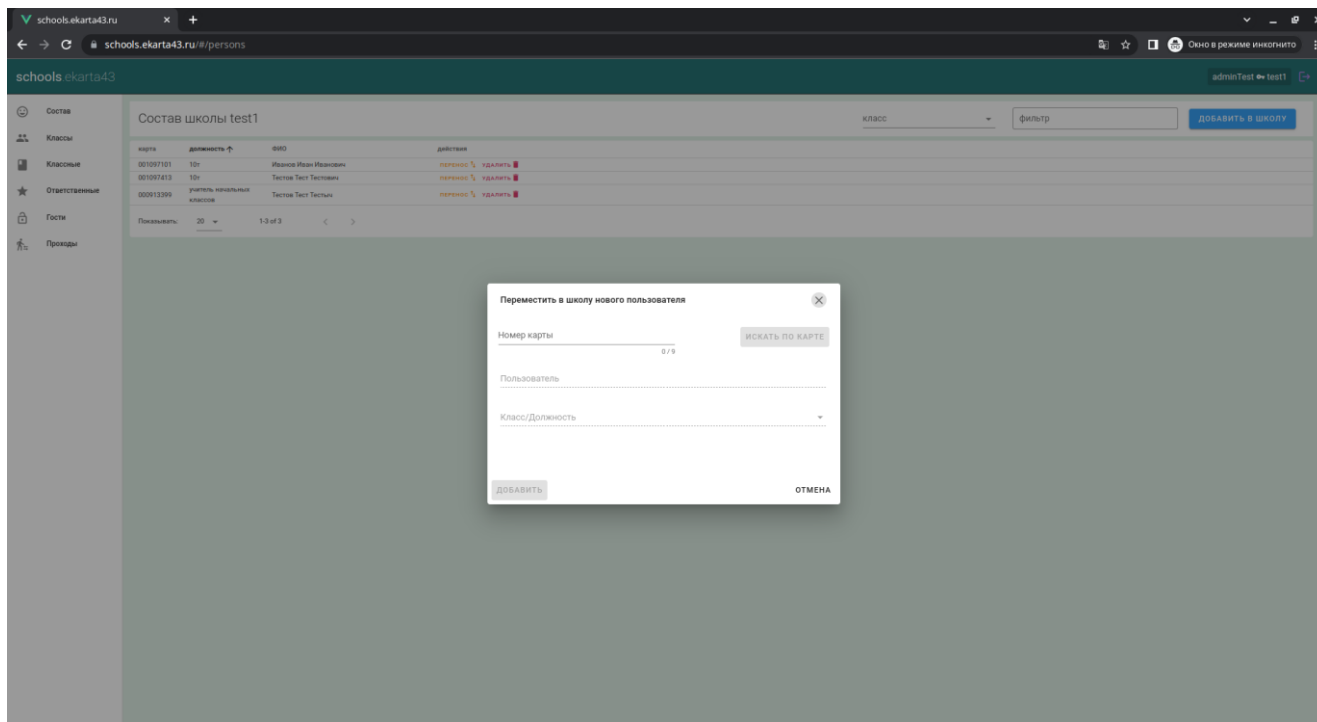 schools.ekarta43.ru
schools.ekarta43.ru/#/persons
Окно в режиме инкогнито
schools.ekarta43
adminTest test1
Состав
Классы
Классные
Ответственные
Гости
Проходы
Состав школы test1
класс
фильтр
ДОБАВИТЬ В ШКОЛУ
карта должность ФИО действия
001097101 10т Иванов Иван Иванович ПЕРЕНОС УДАЛИТЬ
001097413 10т Тестов Тест Тестович ПЕРЕНОС УДАЛИТЬ
000913399 учитель начальных классов Тестов Тест Тестыч ПЕРЕНОС УДАЛИТЬ
Показывать: 20 1-3 of 3
Переместить в школу нового пользователя
Номер карты
ИСКАТЬ ПО КАРТЕ
0 / 9
Пользователь
Класс/Должность
ДОБАВИТЬ
ОТМЕНА